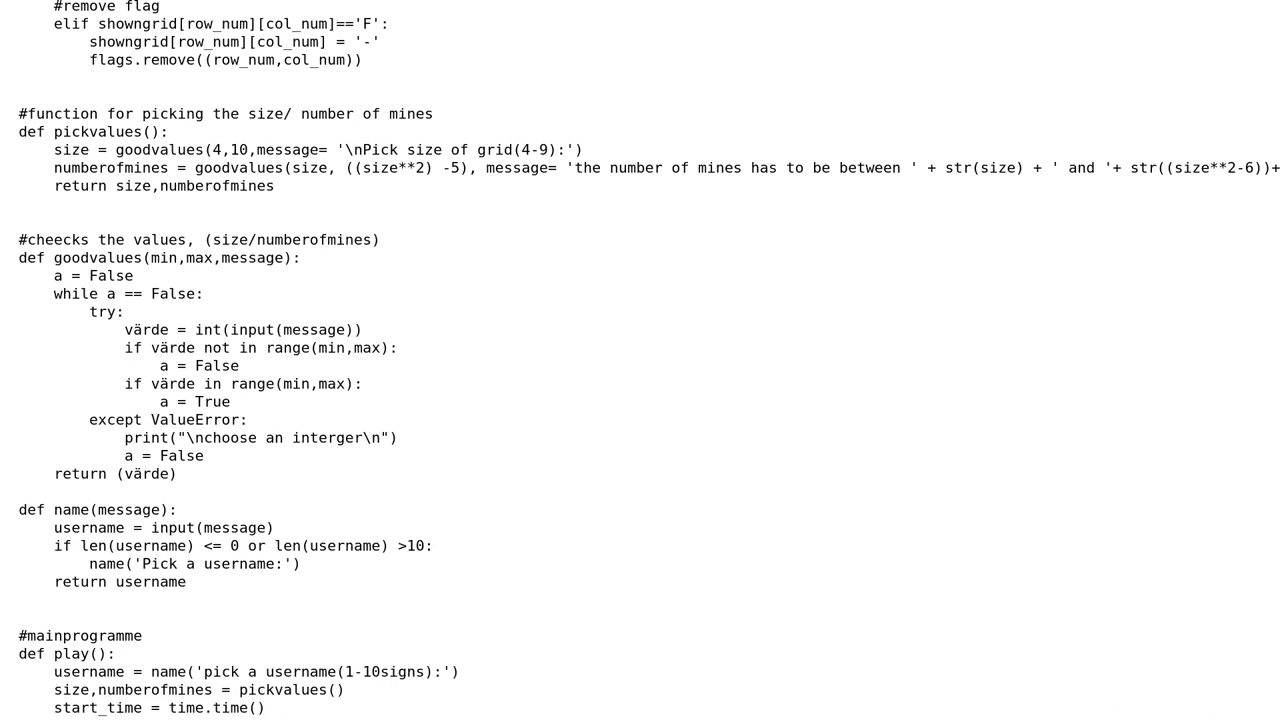 #remove flag
elif showngrid[row_num][col_num]=='F':
showngrid[row_num][col_num] = '-'
flags.remove((row_num,col_num))
#function for picking the size/ number of mines
def pickvalues():
size = goodvalues(4,10,message= '\nPick size of grid(4-9):')
numberofmines = goodvalues(size, ((size**2) -5), message= 'the number of mines has to be between ' + str(size) + ' and '+ str((size**2-6))+
return size,numberofmines
#cheecks the values, (size/numberofmines)
def goodvalues(min,max,message):
a = False
while a == False:
try:
värde = int(input(message))
if värde not in range(min,max):
a = False
if värde in range(min,max):
a = True
except ValueError:
print("\nchoose an interger\n")
a = False
return (värde)
def name(message):
username = input(message)
if len(username) <= 0 or len(username) >10:
name('Pick a username:')
return username
#mainprogramme
def play():
username = name('pick a username(1-10signs):')
size,numberofmines = pickvalues()
start_time = time.time()